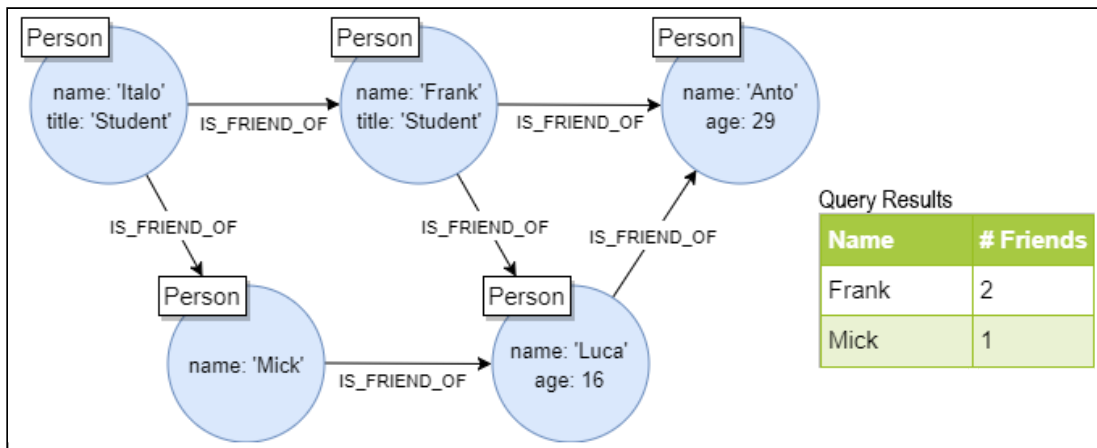 Person
name: 'Italo'
title: 'Student'
IS_FRIEND_OF
Person
name: 'Frank'
title: 'Student'
IS_FRIEND_OF
Person
name: 'Anto'
age: 29
IS_FRIEND_OF
IS_FRIEND_OF
IS_FRIEND_OF
Person
name: 'Mick'
IS_FRIEND_OF
Person
name: 'Luca'
age: 16
Query Results
Name # Friends
Frank 2
Mick 1